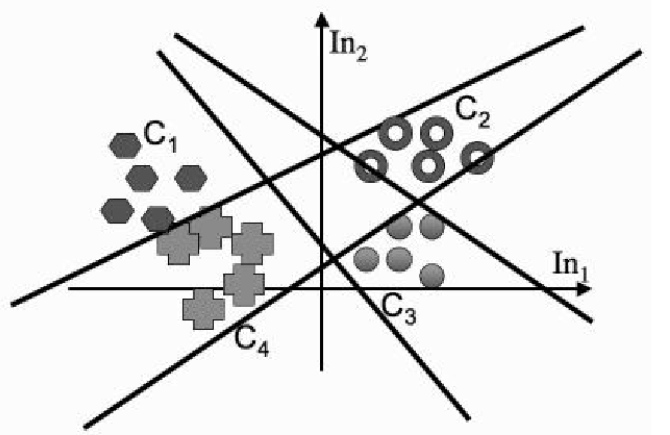 In₂
C₁
C₂
In₁
C₃
C₄